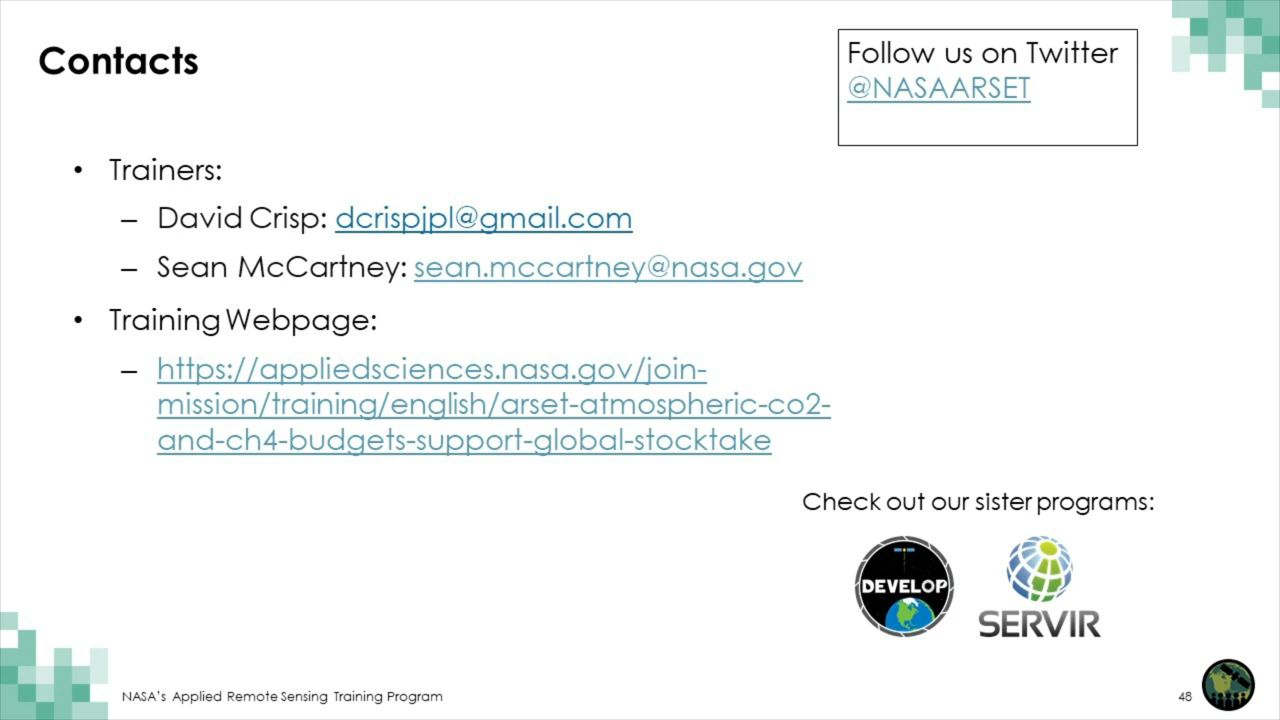 Contacts
Follow us on Twitter
@NASAARSET
• Trainers:
– David Crisp: dcrispjpl@gmail.com
– Sean McCartney: sean.mccartney@nasa.gov
• Training Webpage:
– https://appliedsciences.nasa.gov/join-
mission/training/english/arset-atmospheric-co2-
and-ch4-budgets-support-global-stocktake
Check out our sister programs:
DEVELOP
SERVIR
NASA's Applied Remote Sensing Training Program
48